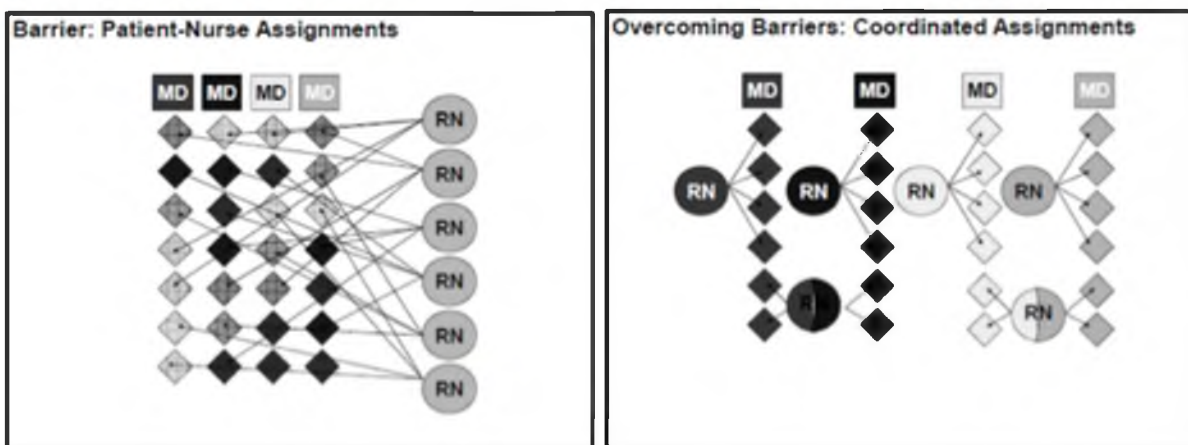 Barrier: Patient-Nurse Assignments
MD MD MD MD
RN
RN
RN
RN
RN
RN
Overcoming Barriers: Coordinated Assignments
MD MD MD MD
RN RN RN RN
RN RN